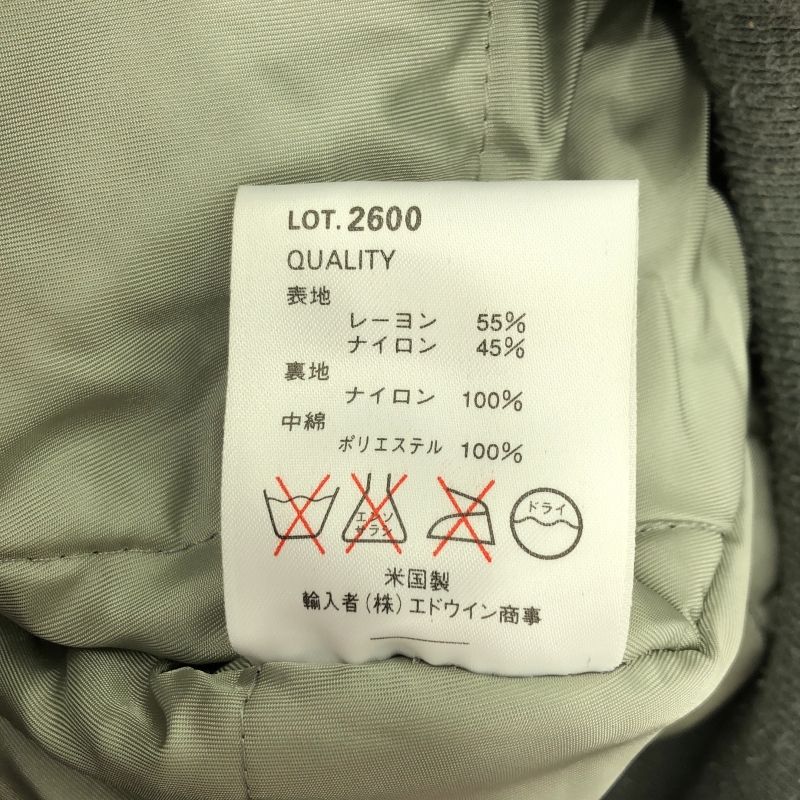 LOT. 2600
QUALITY
表地
レーヨン 55%
ナイロン 45%
裏地
ナイロン 100%
中綿
ポリエステル 100%
エンソ
サラシ
ドライ
米国製
輸入者(株)エドウイン商事